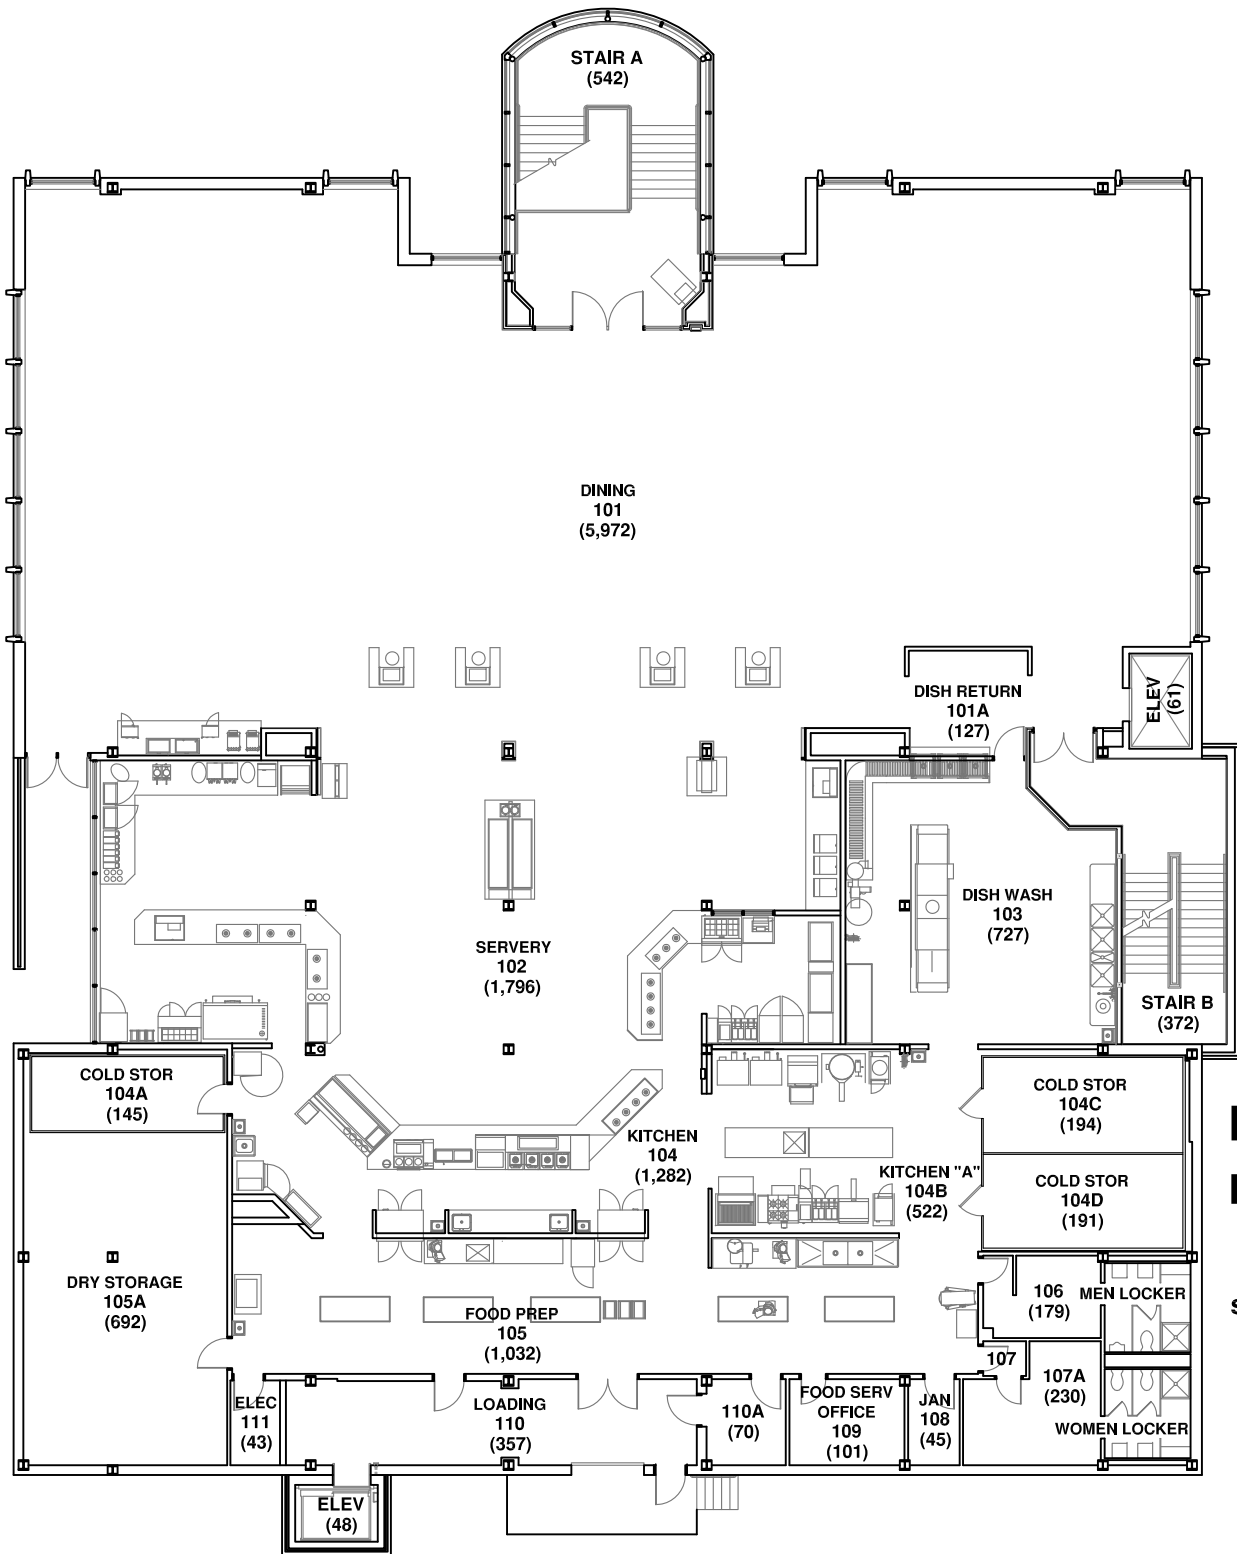 STAIR A
(542)
DINING
101
(5,972)
DISH RETURN
101A
(127)
ELEV
(61)
DISH WASH
103
(727)
SERVERY
102
(1,796)
STAIR B
(372)
COLD STOR
104A
(145)
COLD STOR
104C
(194)
KITCHEN
104
(1,282)
KITCHEN "A"
104B
(522)
COLD STOR
104D
(191)
DRY STORAGE
105A
(692)
106
(179)
MEN LOCKER
FOOD PREP
105
(1,032)
107
107A
(230)
WOMEN LOCKER
ELEC
111
(43)
LOADING
110
(357)
110A
(70)
FOOD SERV
OFFICE
109
(101)
JAN
108
(45)
ELEV
(48)